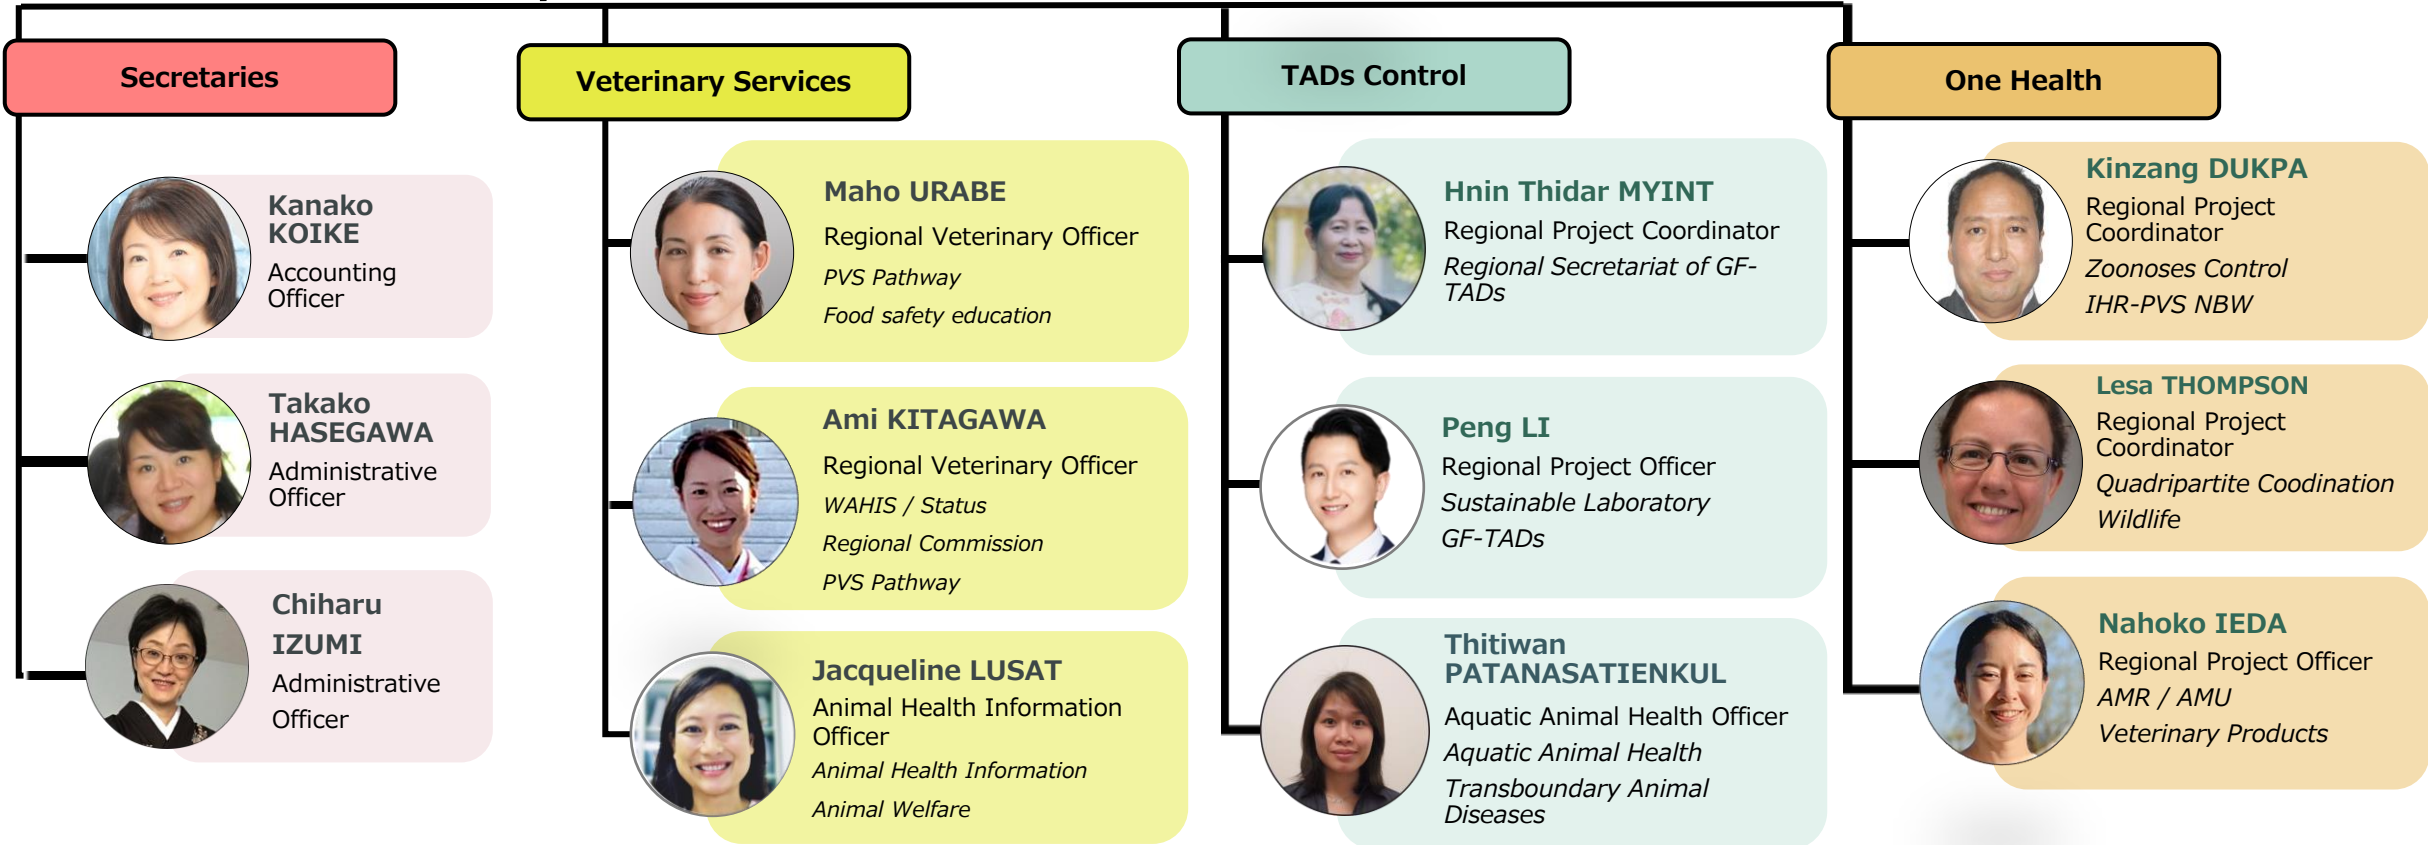 Secretaries
Kanako
KOIKE
Accounting
Officer
Takako
HASEGAWA
Administrative
Officer
Chiharu
IZUMI
Administrative
Officer
Veterinary Services
Maho URABE
Regional Veterinary Officer
PVS Pathway
Food safety education
Ami KITAGAWA
Regional Veterinary Officer
WAHIS / Status
Regional Commission
PVS Pathway
Jacqueline LUSAT
Animal Health Information
Officer
Animal Health Information
Animal Welfare
TADs Control
Hnin Thidar MYINT
Regional Project Coordinator
Regional Secretariat of GF-
TADs
Peng LI
Regional Project Officer
Sustainable Laboratory
GF-TADs
Thitiwan
PATANASATIENKUL
Aquatic Animal Health Officer
Aquatic Animal Health
Transboundary Animal
Diseases
One Health
Kinzang DUKPA
Regional Project
Coordinator
Zoonoses Control
IHR-PVS NBW
Lesa THOMPSON
Regional Project
Coordinator
Quadripartite Coodination
Wildlife
Nahoko IEDA
Regional Project Officer
AMR / AMU
Veterinary Products